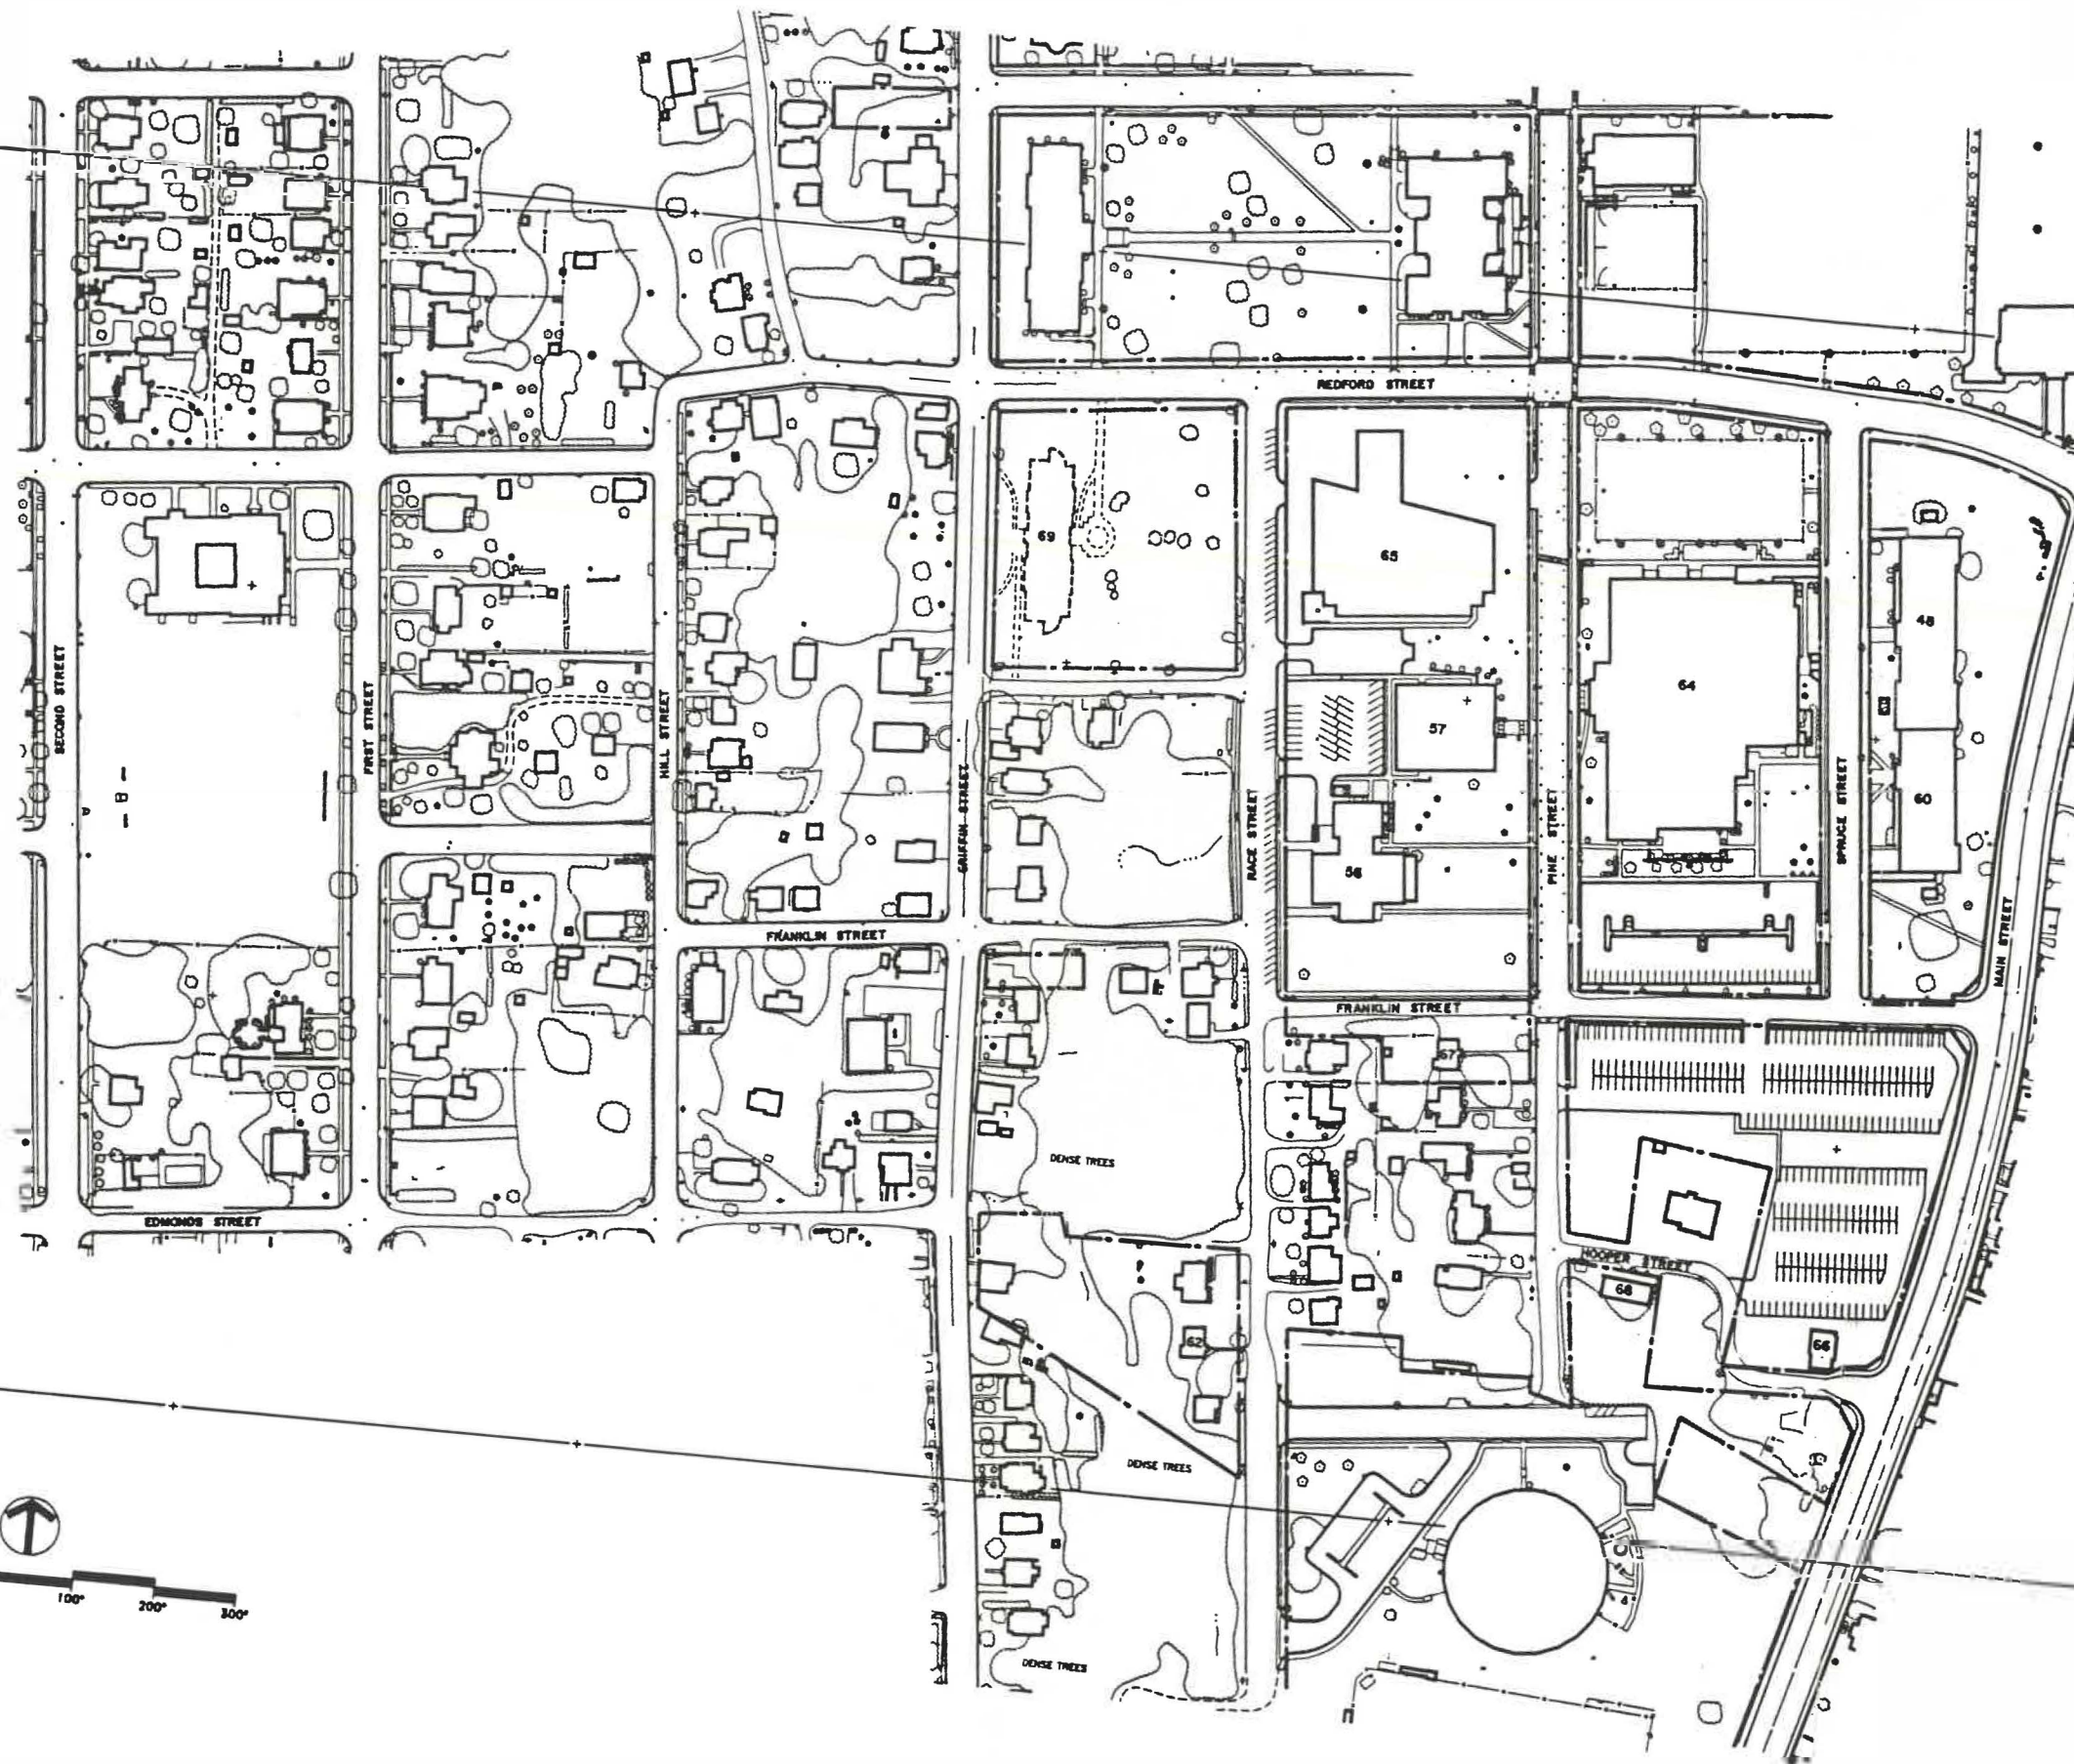 REDFORD STREET
69
65
48
64
57
60
56
SECOND STREET
FIRST STREET
HILL STREET
GRIFFIN STREET
RACE STREET
PINE STREET
SPRUCE STREET
MAIN STREET
FRANKLIN STREET
FRANKLIN STREET
67
DENSE TREES
EDMONDS STREET
HOOPER STREET
68
62
66
DENSE TREES
DENSE TREES
100'
200'
300'